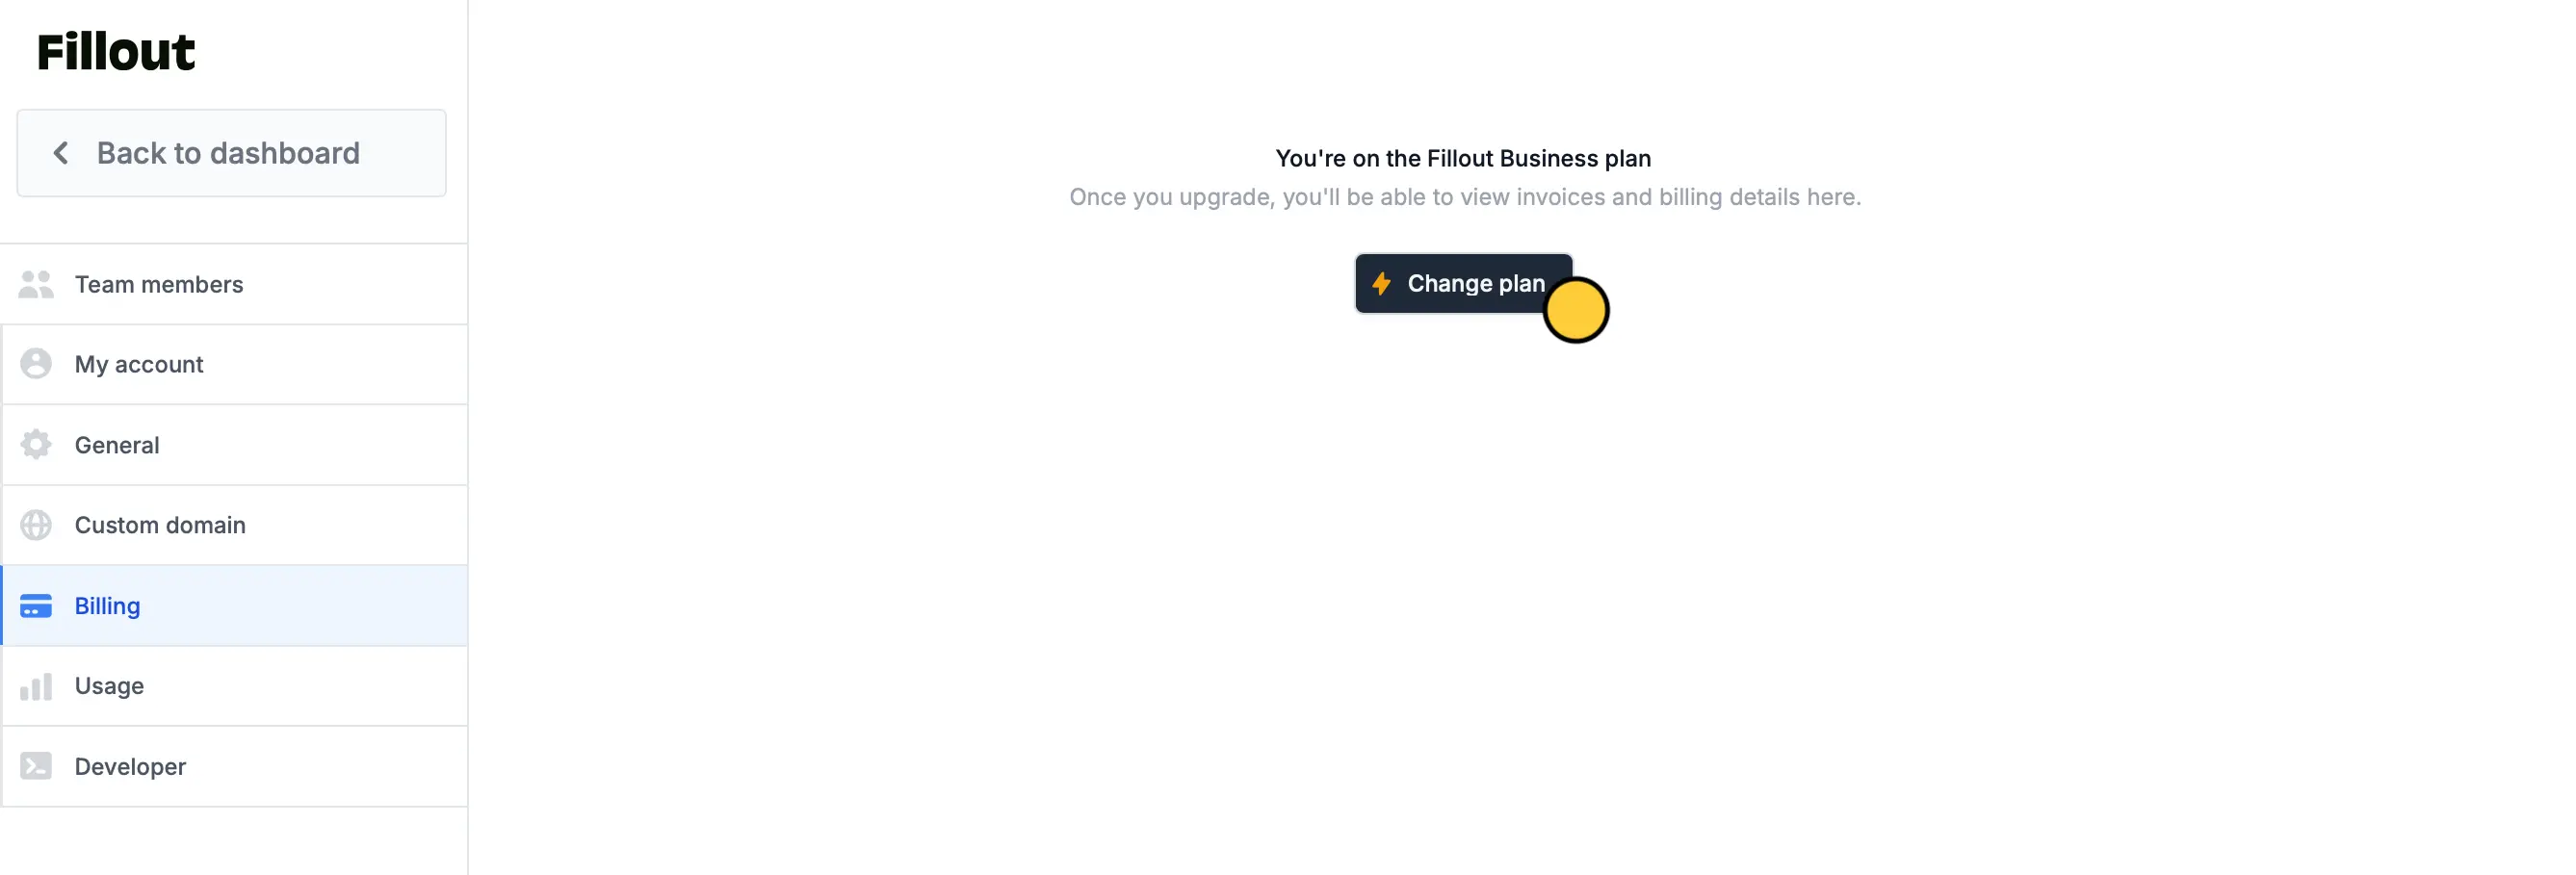 Fillout
Back to dashboard
Team members
My account
General
Custom domain
Billing
Usage
Developer
You're on the Fillout Business plan
Once you upgrade, you'll be able to view invoices and billing details here.
Change plan